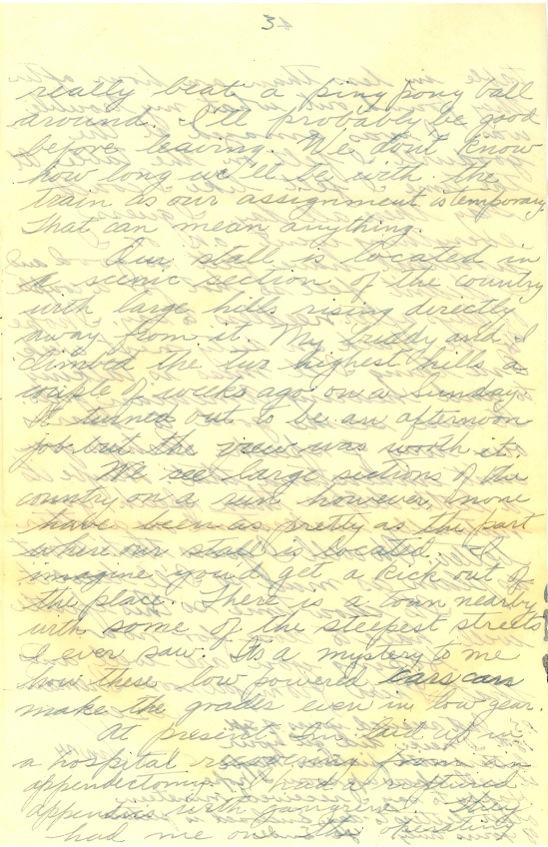 3
really beat a ping pong ball
around. I'll probably be good
before leaving. We don't know
how long we'll be with the
train as our assignment is temporary.
That can mean anything.
Our stall is located in
a scenic section of the country
with large hills rising directly
away from it. My buddy and I
climbed the two highest hills a
couple of weeks ago on a Sunday.
It turned out to be an afternoon
job but the view was worth it.
We see large sections of the
country on a run however, none
have been as pretty as the part
where our stall is located. I
imagine you'd get a kick out of
the place. There is a town nearby
with some of the steepest streets
I ever saw. Its a mystery to me
how these low powered cars can
make the grades even in low gear.
At present I'm laid up in
a hospital recovering from an
appendectomy. I had a ruptured
appendix with gangrene. They
had me on the operating